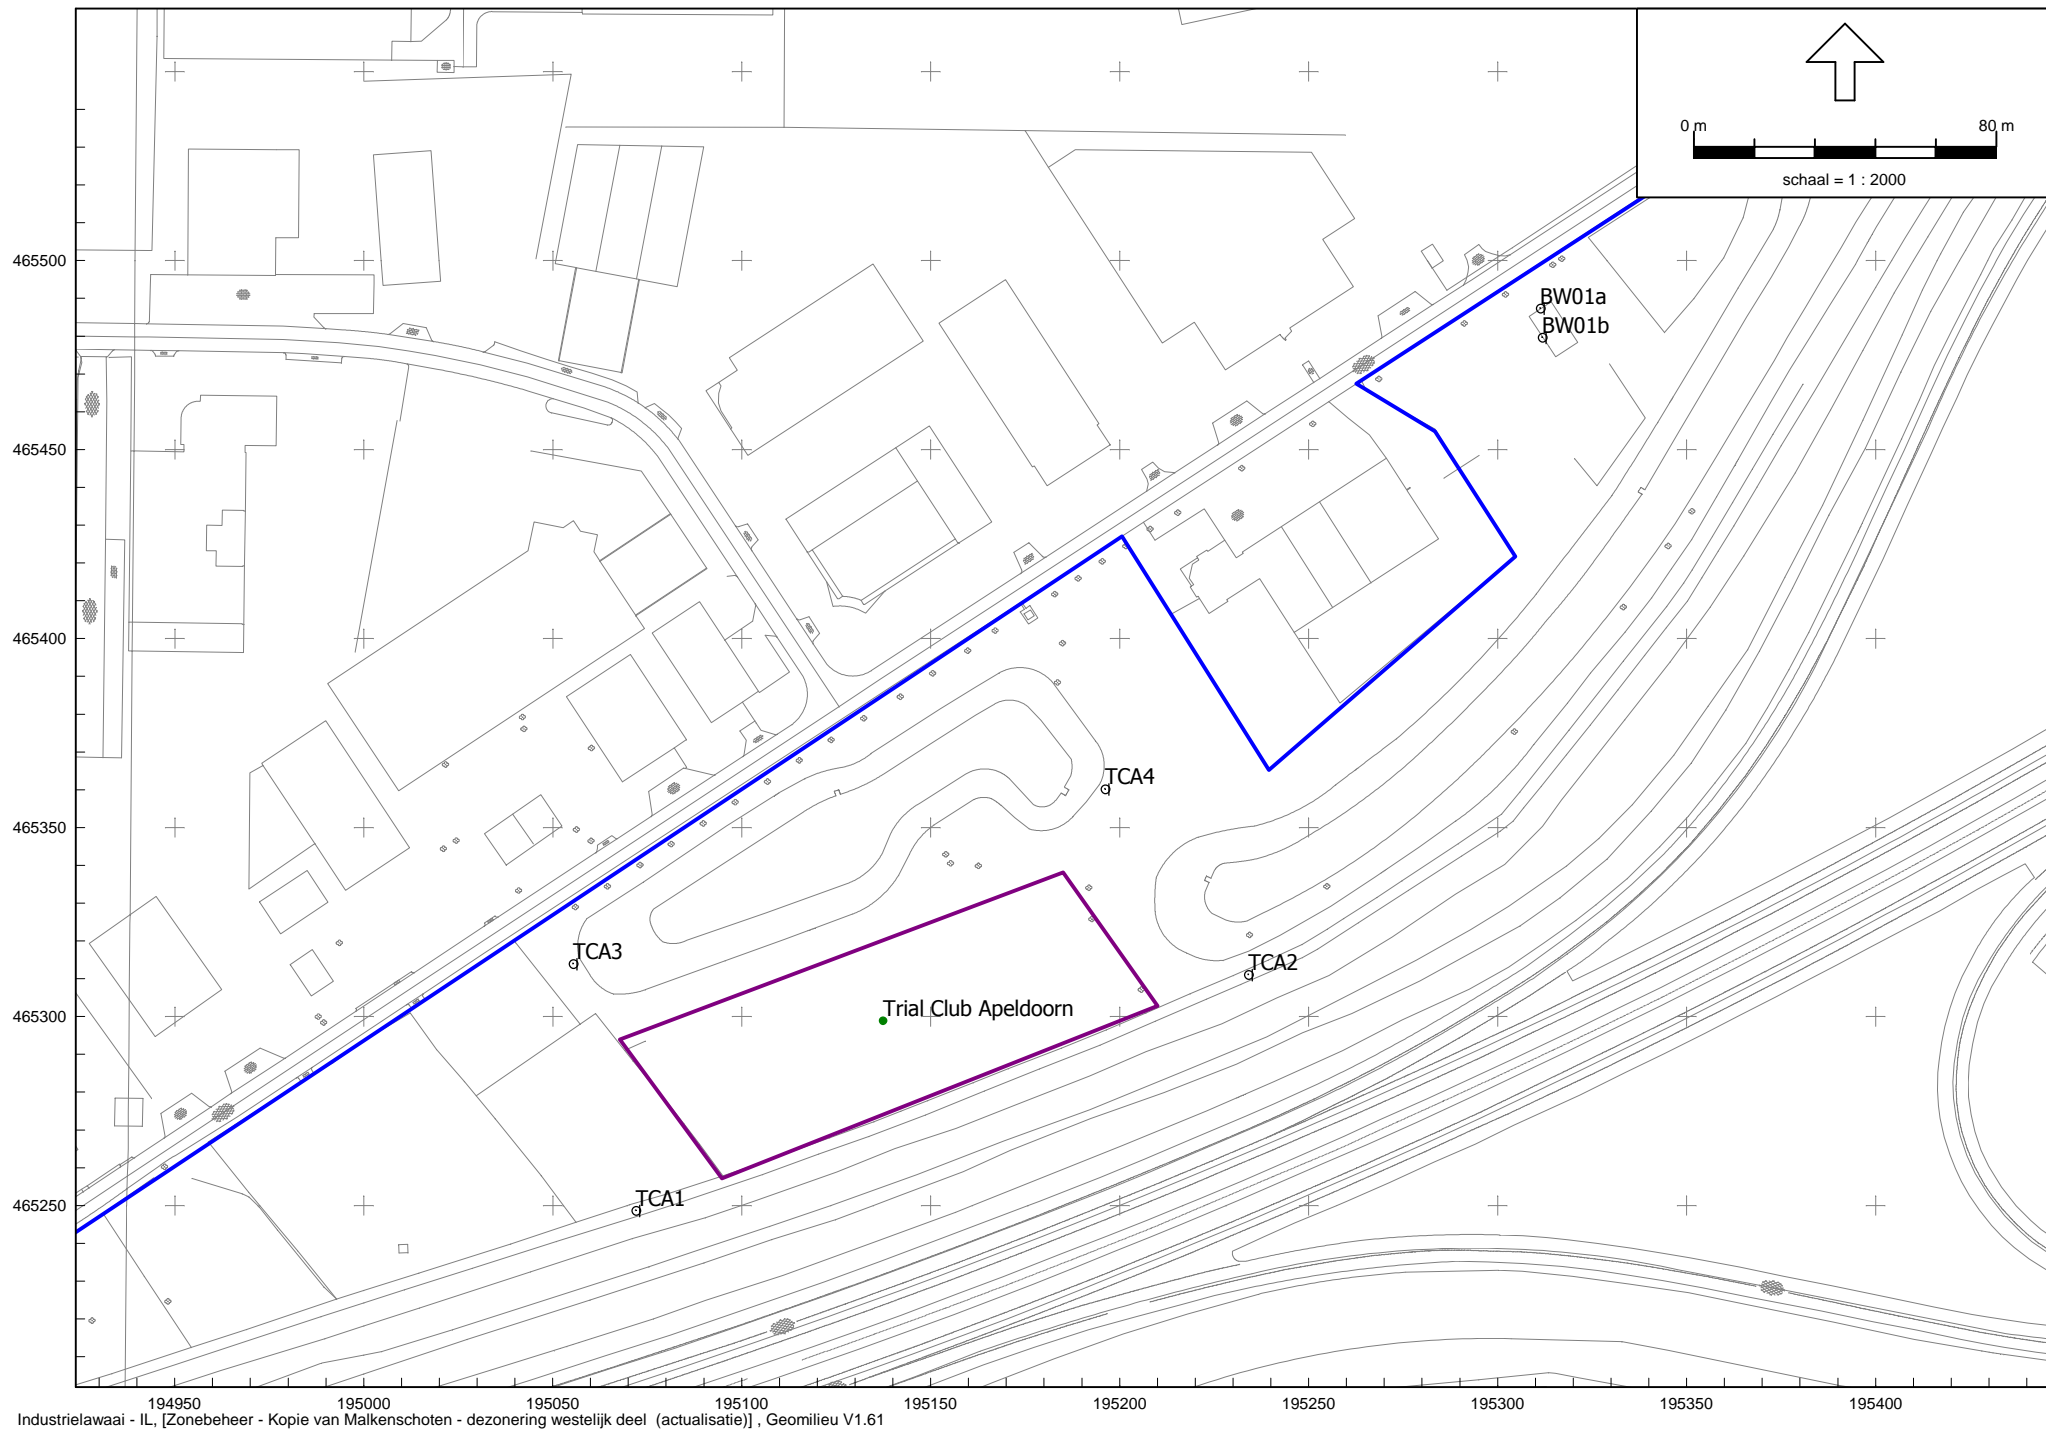 0 m
80 m
schaal = 1 : 2000
465500
BW01a
BW01b
465450
465400
TCA4
465350
TCA3
TCA2
Trial Club Apeldoorn
465300
TCA1
465250
194950
195000
195050
195100
195150
195200
195250
195300
195350
195400
Industrielawaai - IL, [Zonebeheer - Kopie van Malkenschoten - dezonering westelijk deel  (actualisatie)] , Geomilieu V1.61